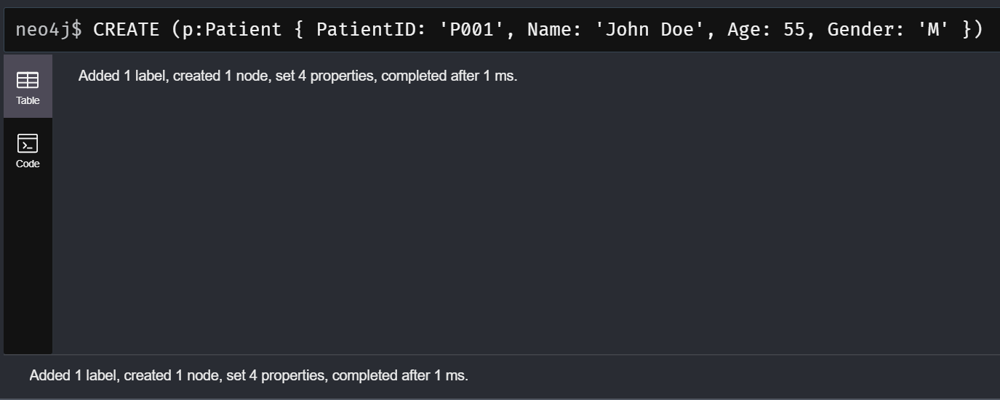 neo4j$ CREATE (p:Patient { PatientID: 'P001', Name: 'John Doe', Age: 55, Gender: 'M' })
Added 1 label, created 1 node, set 4 properties, completed after 1 ms.
Table
Code
Added 1 label, created 1 node, set 4 properties, completed after 1 ms.